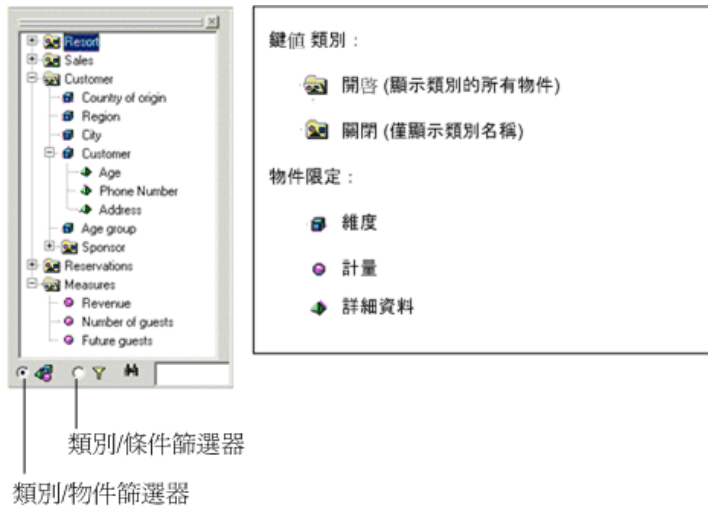 Resort
Sales
Customer
Country of origin
Region
City
Customer
Age
Phone Number
Address
Age group
Sponsor
Reservations
Measures
Revenue
Number of guests
Future guests
類別/條件篩選器
類別/物件篩選器
鍵值 類別：
開啓 (顯示類別的所有物件)
關閉 (僅顯示類別名稱)
物件限定：
維度
計量
詳細資料